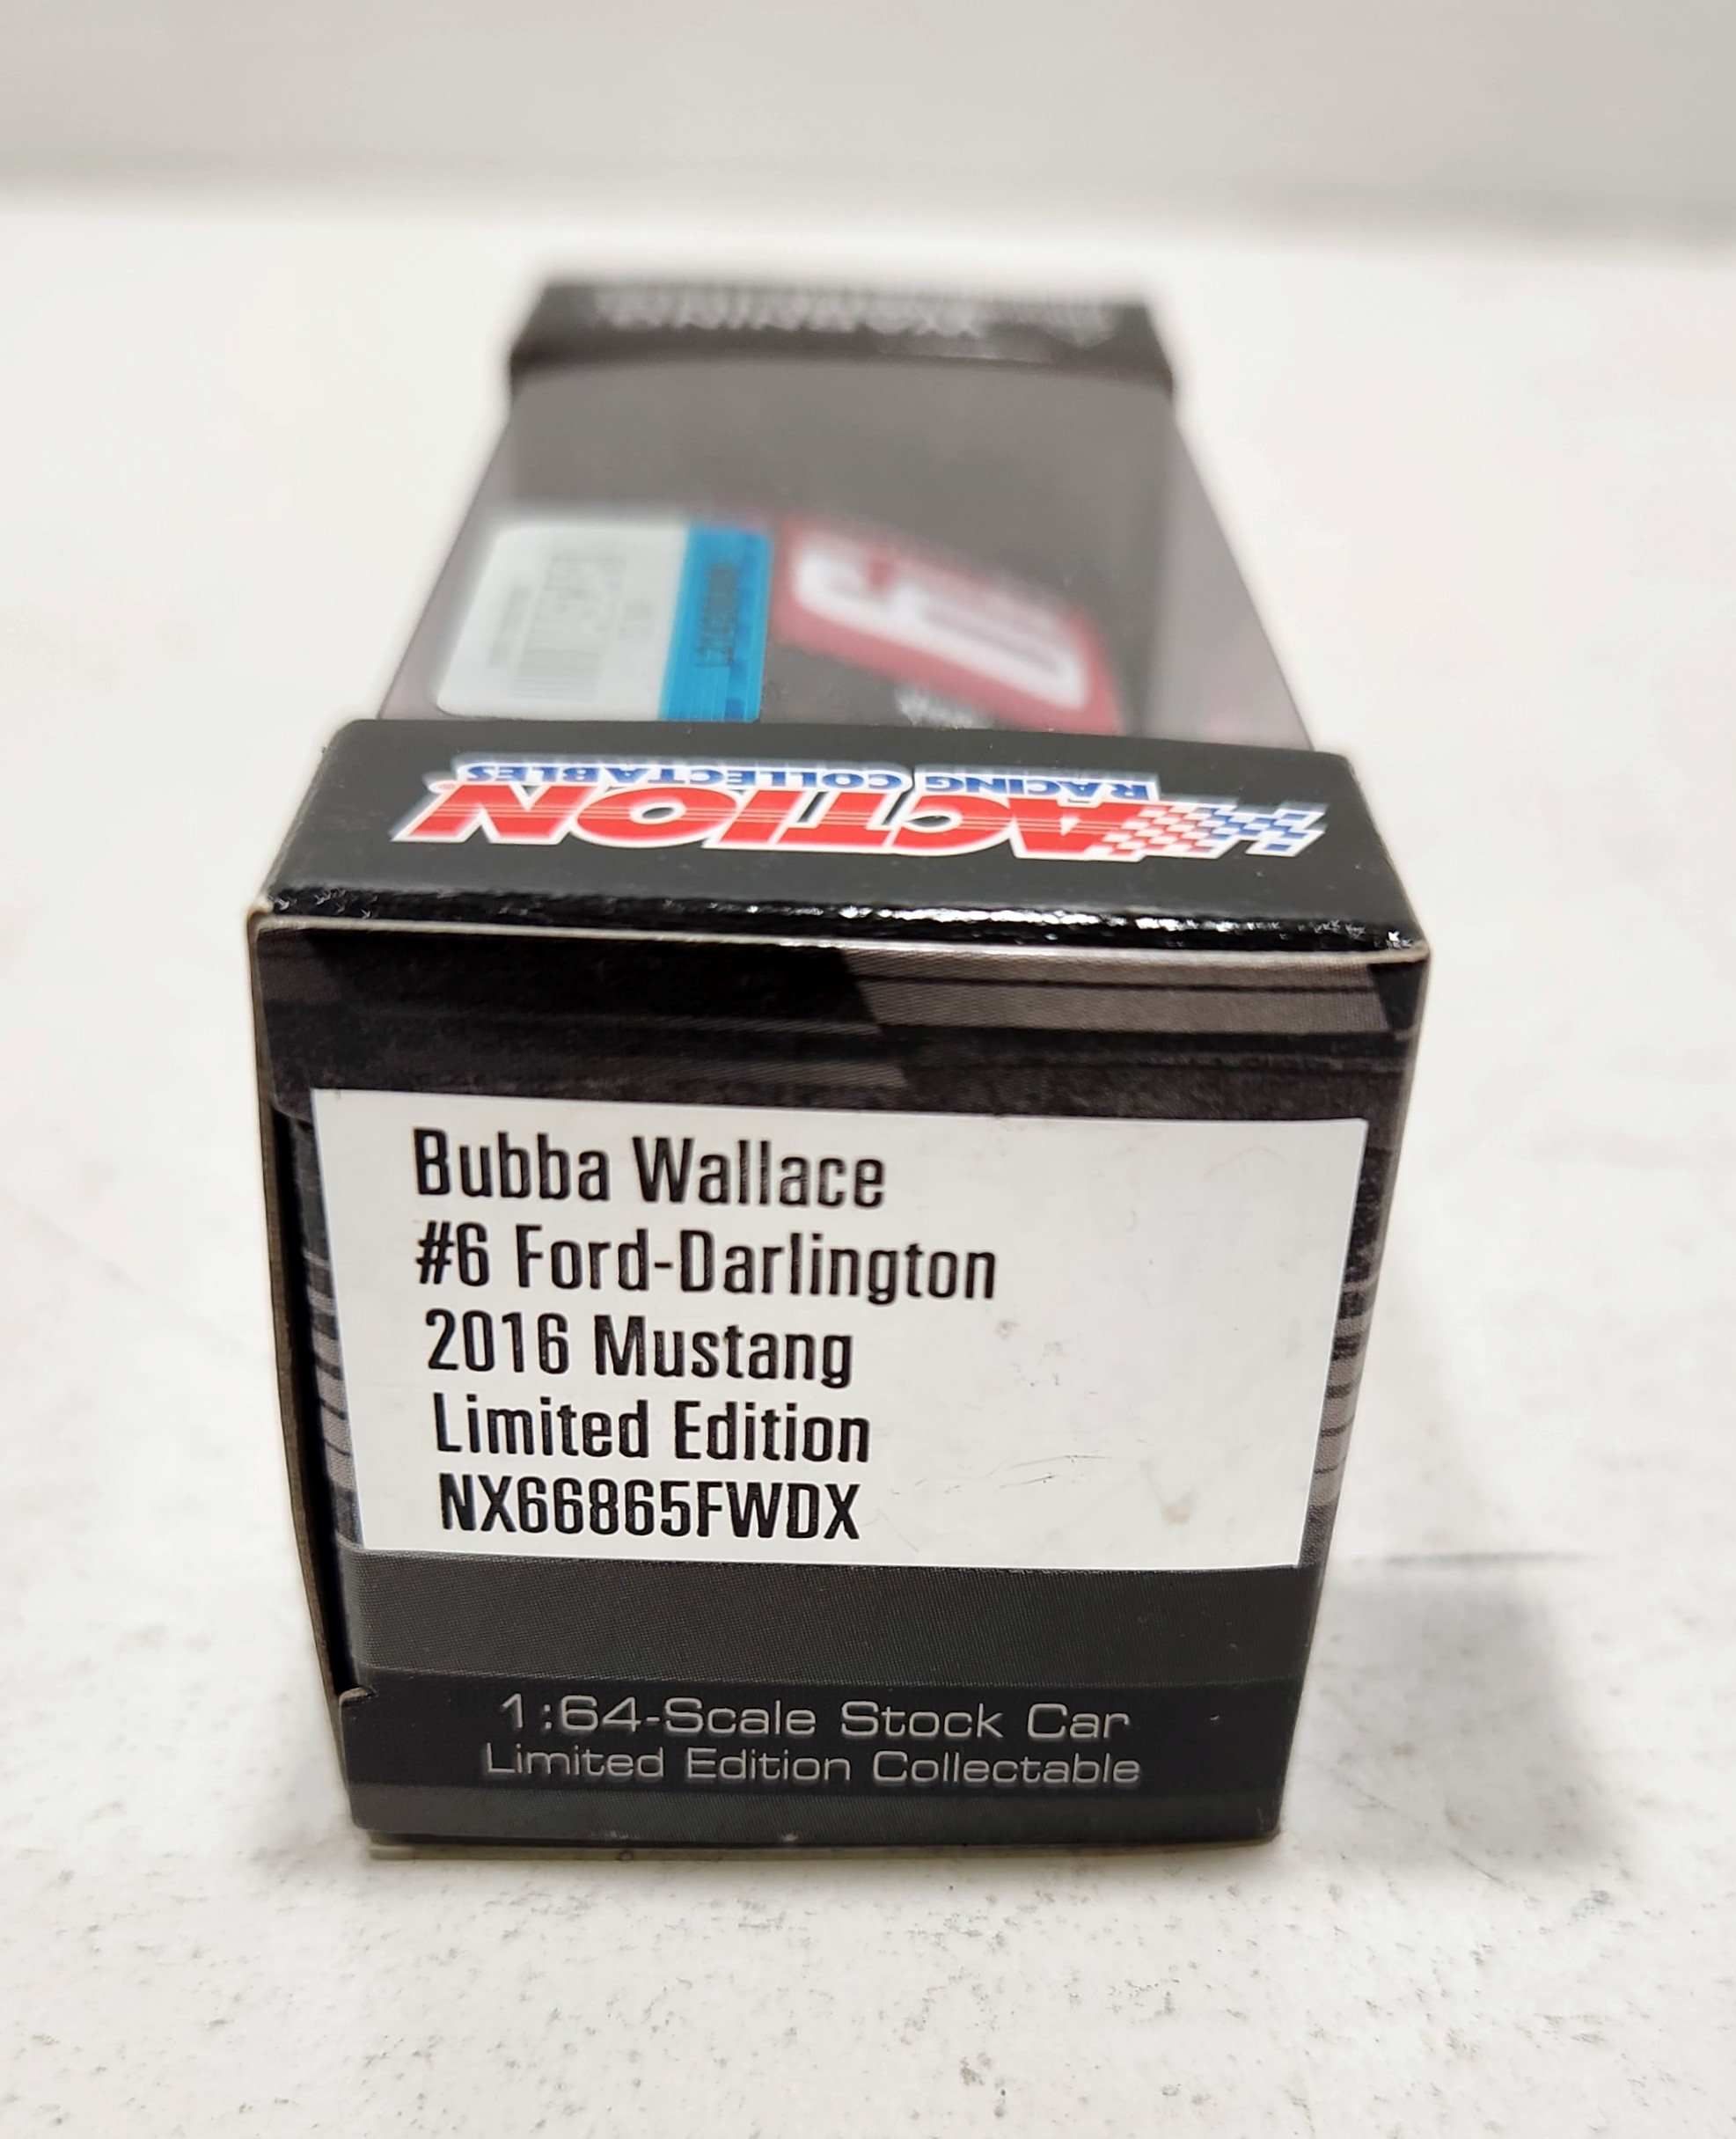 ACTION
RACING COLLECTABLES
Bubba Wallace
#6 Ford-Darlington
2016 Mustang
Limited Edition
NX66865FWDX
1:64-Scale Stock Car
Limited Edition Collectable